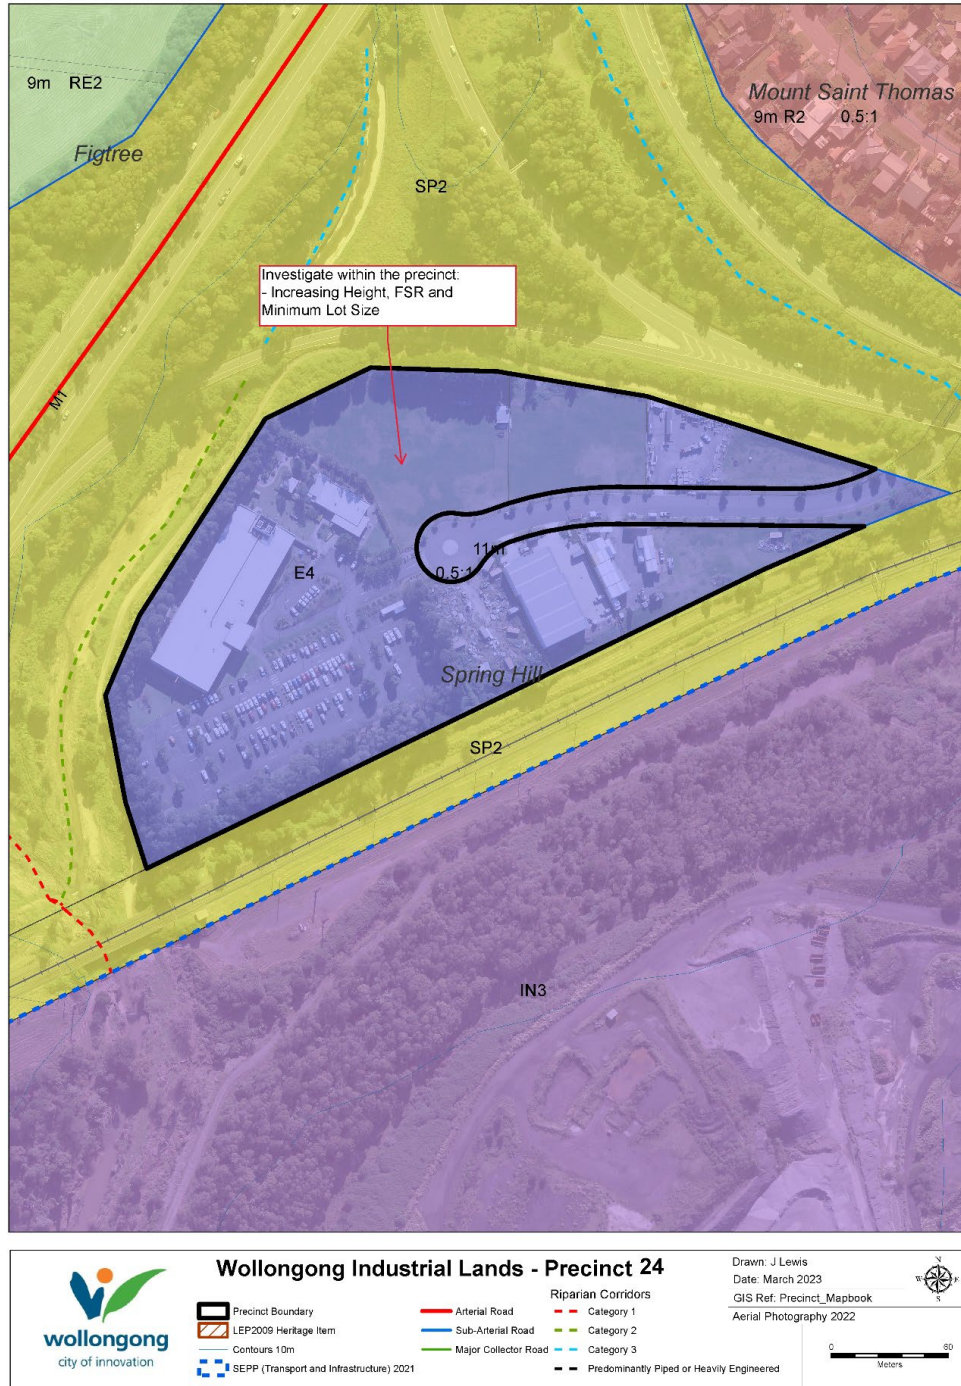 9m RE2
Figtree
Mount Saint Thomas
9m R2 0.5:1
SP2
Investigate within the precinct:
- Increasing Height, FSR and
Minimum Lot Size
M1
11m
0.5:1
E4
Spring Hill
SP2
IN3
wollongong
city of innovation
Wollongong Industrial Lands - Precinct 24
Precinct Boundary
LEP2009 Heritage Item
Contours 10m
SEPP (Transport and Infrastructure) 2021
Arterial Road
Sub-Arterial Road
Major Collector Road
Riparian Corridors
Category 1
Category 2
Category 3
Predominantly Piped or Heavily Engineered
Drawn: J Lewis
Date: March 2023
GIS Ref: Precinct_Mapbook
Aerial Photography 2022
N
W E
S
0 60
Meters